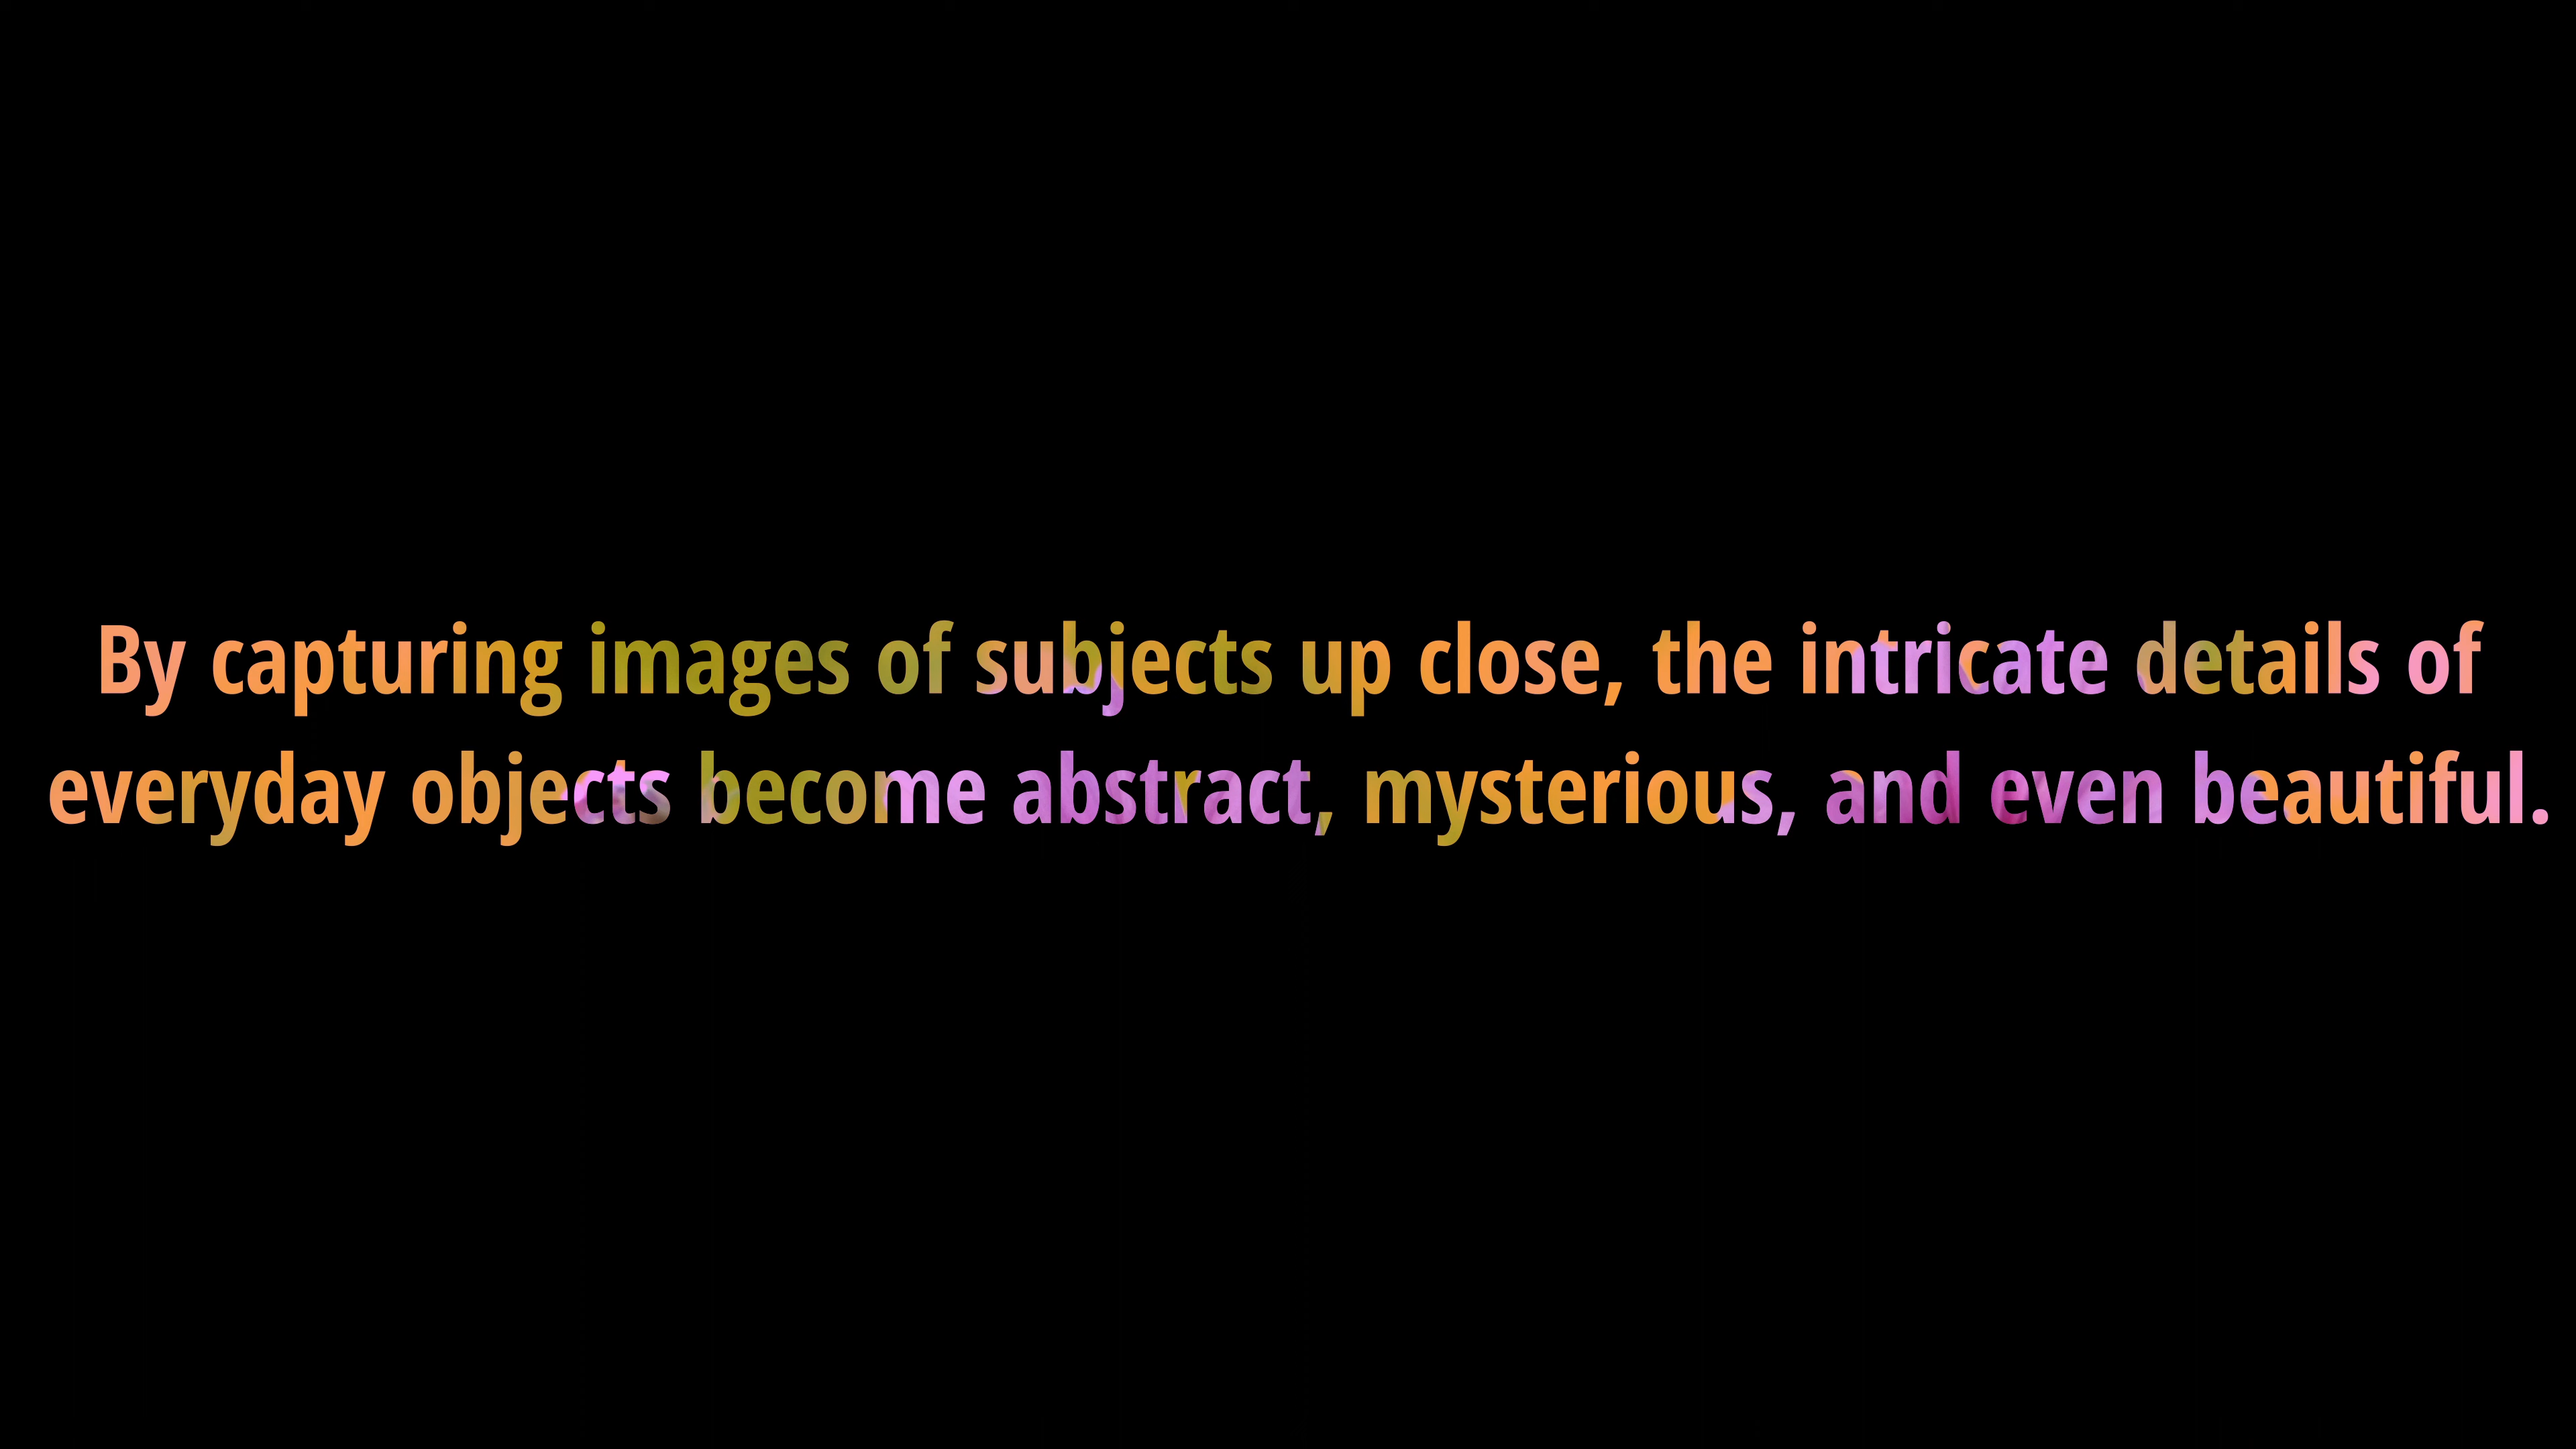 By capturing images of subjects up close, the intricate details of
everyday objects become abstract, mysterious, and even beautiful.